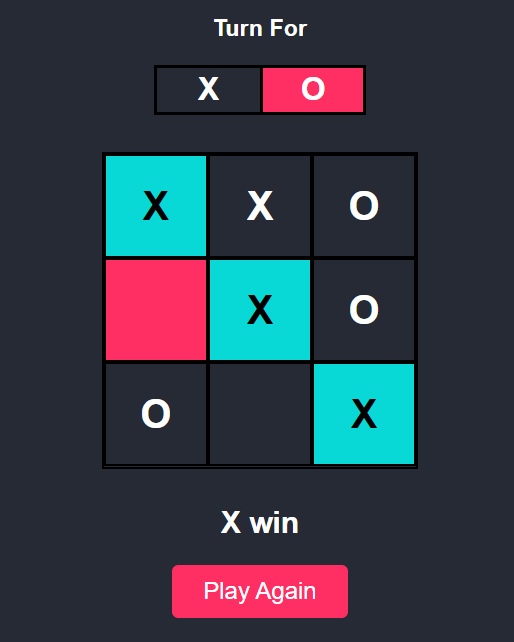 Turn For
X O
X X O
X O
O X
X win
Play Again